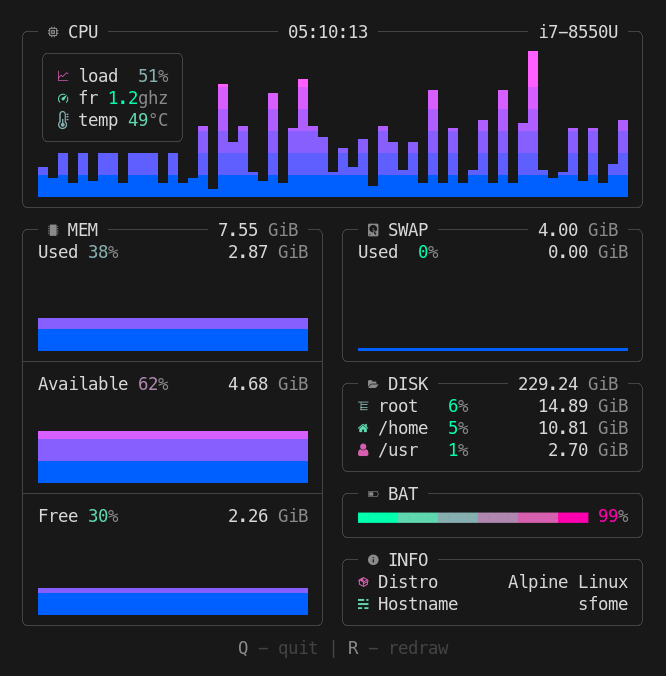 CPU 05:10:13 i7-8550U
load 51%
fr 1.2ghz
temp 49°C
MEM 7.55 GiB
Used 38% 2.87 GiB
Available 62% 4.68 GiB
Free 30% 2.26 GiB
SWAP 4.00 GiB
Used 0% 0.00 GiB
DISK 229.24 GiB
root 6% 14.89 GiB
/home 5% 10.81 GiB
/usr 1% 2.70 GiB
BAT
99%
INFO
Distro Alpine Linux
Hostname sfome
Q — quit | R — redraw